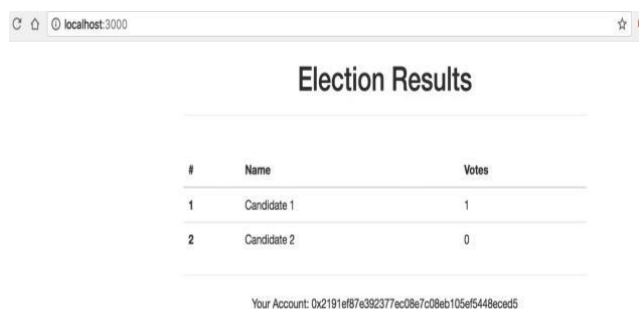 localhost:3000
Election Results
# Name Votes
1 Candidate 1 1
2 Candidate 2 0
Your Account: 0x2191ef87e392377ec08e7c08eb105ef5448eced5